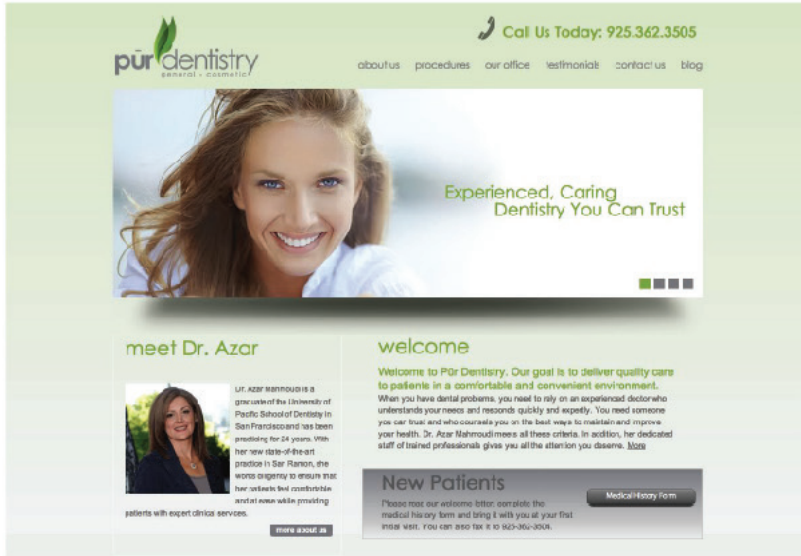 pūr dentistry
general • cosmetic
Call Us Today: 925.362.3505
about us procedures our office testimonials contact us blog
Experienced, Caring
Dentistry You Can Trust
meet Dr. Azar
Dr. Azar Mahmoudi is a
graduate of the University of
Pacific School of Dentistry in
San Francisco and has been
practicing for 24 years. With
her new state-of-the-art
practice in San Ramon, she
works diligently to ensure that
her patients feel comfortable
and at ease while providing
patients with expert clinical services.
more about us
welcome
Welcome to Pūr Dentistry. Our goal is to deliver quality care
to patients in a comfortable and convenient environment.
When you have dental problems, you need to rely on an experienced doctor who
understands your needs and responds quickly and expertly. You need someone
you can trust and who counsels you on the best ways to maintain and improve
your health. Dr. Azar Mahmoudi meets all these criteria. In addition, her dedicated
staff of trained professionals gives you all the attention you deserve. More
New Patients
Please read our welcome letter, complete the
medical history form and bring it with you at your first
initial visit. You can also fax it to 925-362-3504.
Medical History Form